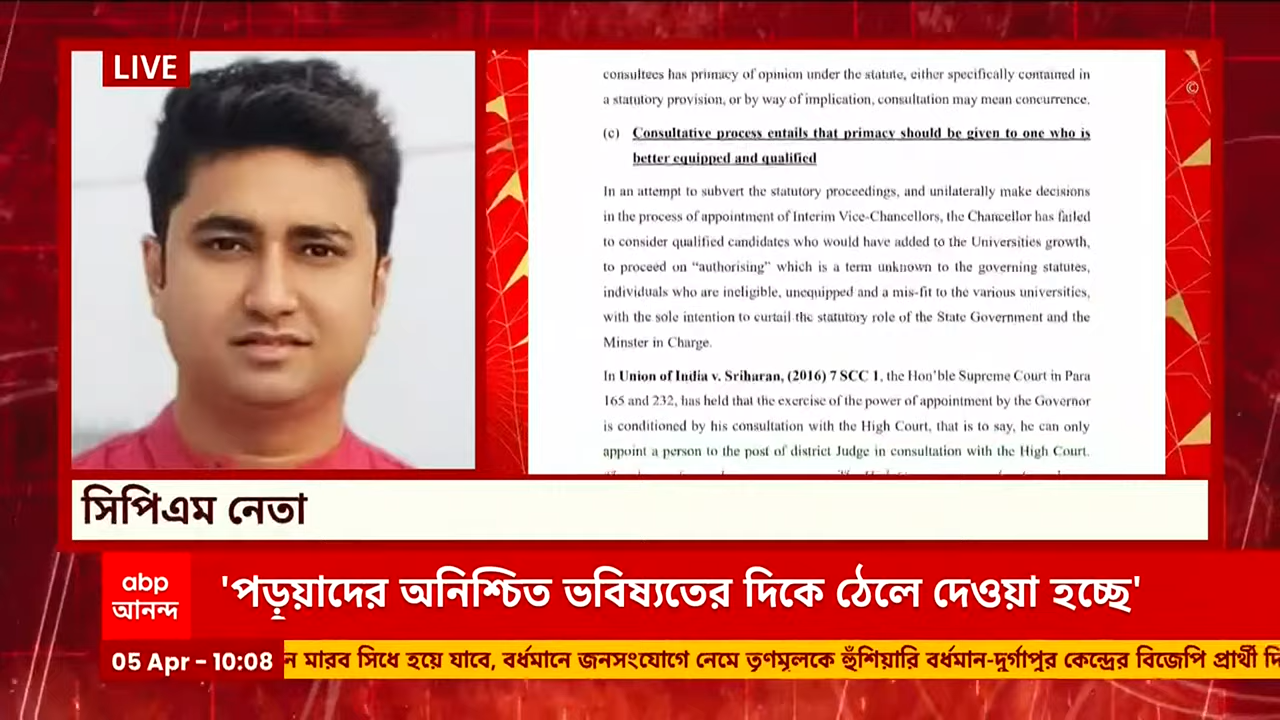 LIVE
©
consultees has primacy of opinion under the statute, either specifically contained in
a statutory provision, or by way of implication, consultation may mean concurrence.
(c) Consultative process entails that primacy should be given to one who is
better equipped and qualified
In an attempt to subvert the statutory proceedings, and unilaterally make decisions
in the process of appointment of Interim Vice-Chancellors, the Chancellor has failed
to consider qualified candidates who would have added to the Universities growth,
to proceed on “authorising” which is a term unknown to the governing statutes,
individuals who are ineligible, unequipped and a mis-fit to the various universities,
with the sole intention to curtail the statutory role of the State Government and the
Minster in Charge.
In Union of India v. Sriharan, (2016) 7 SCC 1, the Hon’ble Supreme Court in Para
165 and 232, has held that the exercise of the power of appointment by the Governor
is conditioned by his consultation with the High Court, that is to say, he can only
appoint a person to the post of district Judge in consultation with the High Court.
সিপিএম নেতা
abp
আনন্দ
'পড়ুয়াদের অনিশ্চিত ভবিষ্যতের দিকে ঠেলে দেওয়া হচ্ছে'
05 Apr - 10:08
ন মারব সিধে হয়ে যাবে, বর্ধমানে জনসংযোগে নেমে তৃণমূলকে হুঁশিয়ারি বর্ধমান-দুর্গাপুর কেন্দ্রের বিজেপি প্রার্থী দি